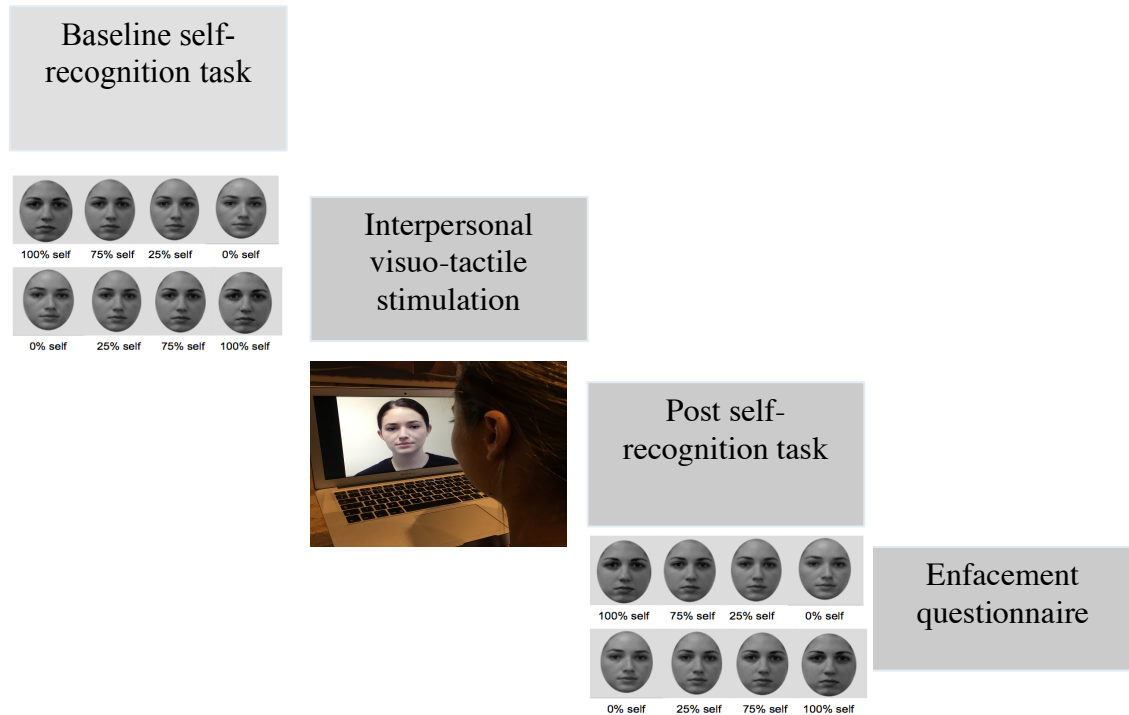 Baseline self-
recognition task
100% self 75% self 25% self 0% self
0% self 25% self 75% self 100% self
Interpersonal
visuo-tactile
stimulation
Post self-
recognition task
100% self 75% self 25% self 0% self
0% self 25% self 75% self 100% self
Enfacement
questionnaire